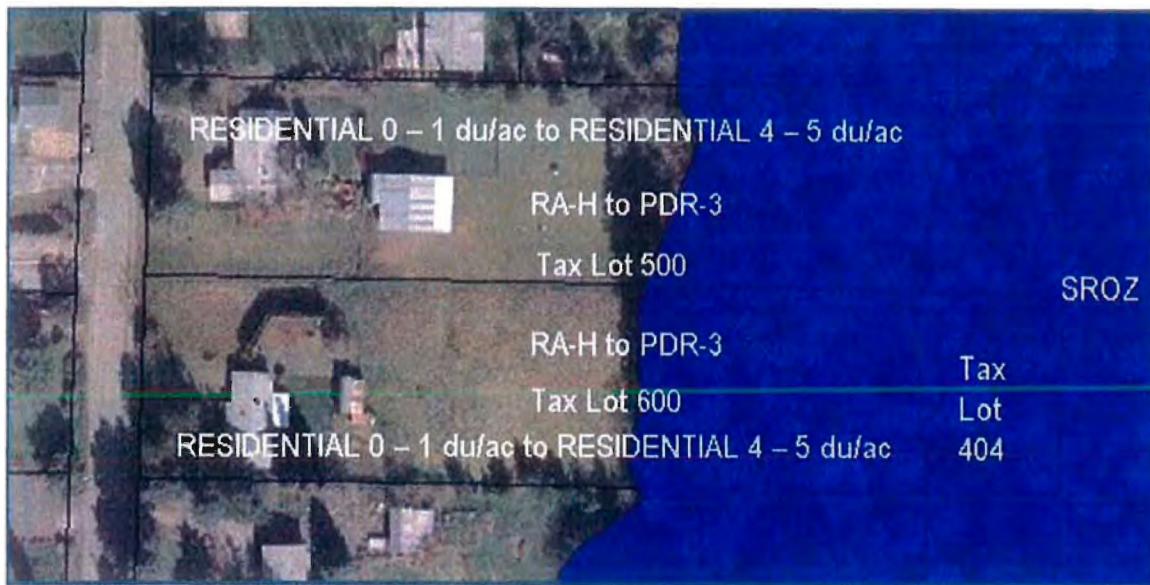 RESIDENTIAL 0 – 1 du/ac to RESIDENTIAL 4 – 5 du/ac
RA-H to PDR-3
Tax Lot 500
SROZ
RA-H to PDR-3
Tax Lot 600
RESIDENTIAL 0 – 1 du/ac to RESIDENTIAL 4 – 5 du/ac
Tax
Lot
404